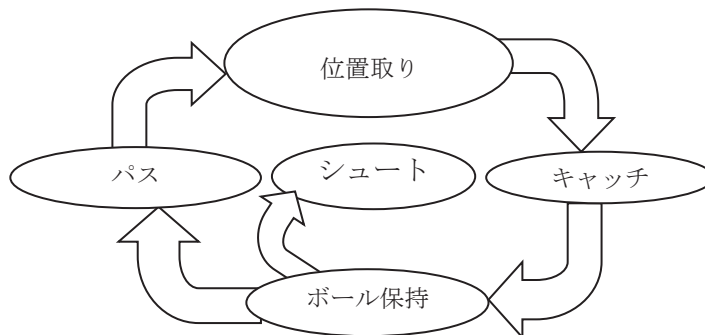 位置取り
パス
シュート
キャッチ
ボール保持